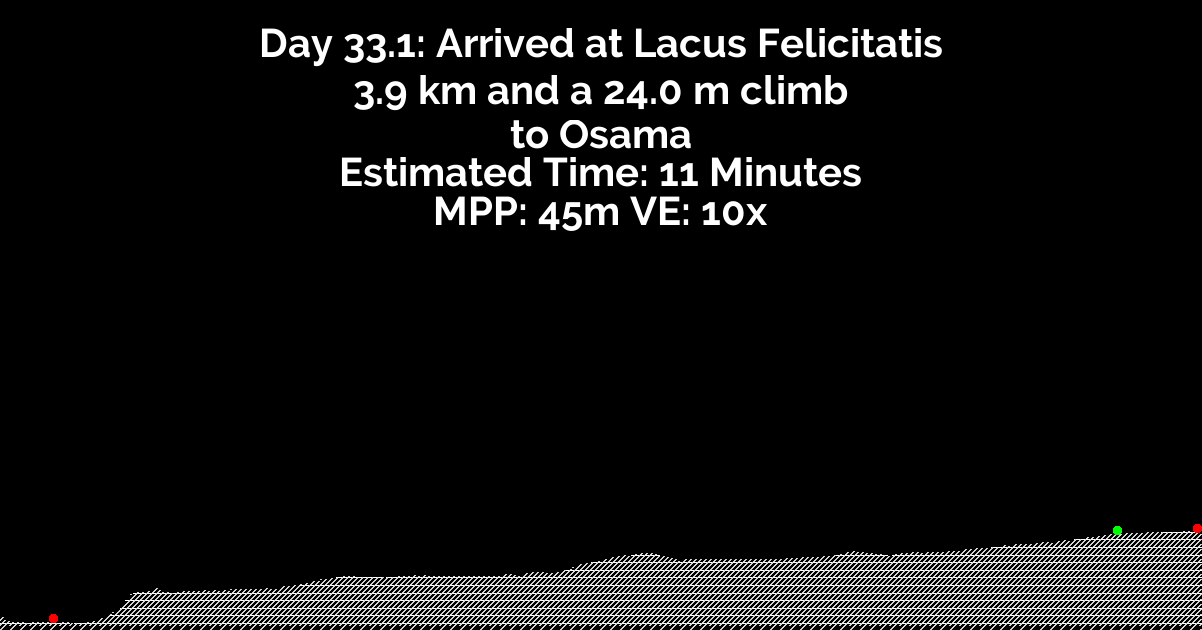 Day 33.1: Arrived at Lacus Felicitatis
3.9 km and a 24.0 m climb
to Osama
Estimated Time: 11 Minutes
MPP: 45m VE: 10x